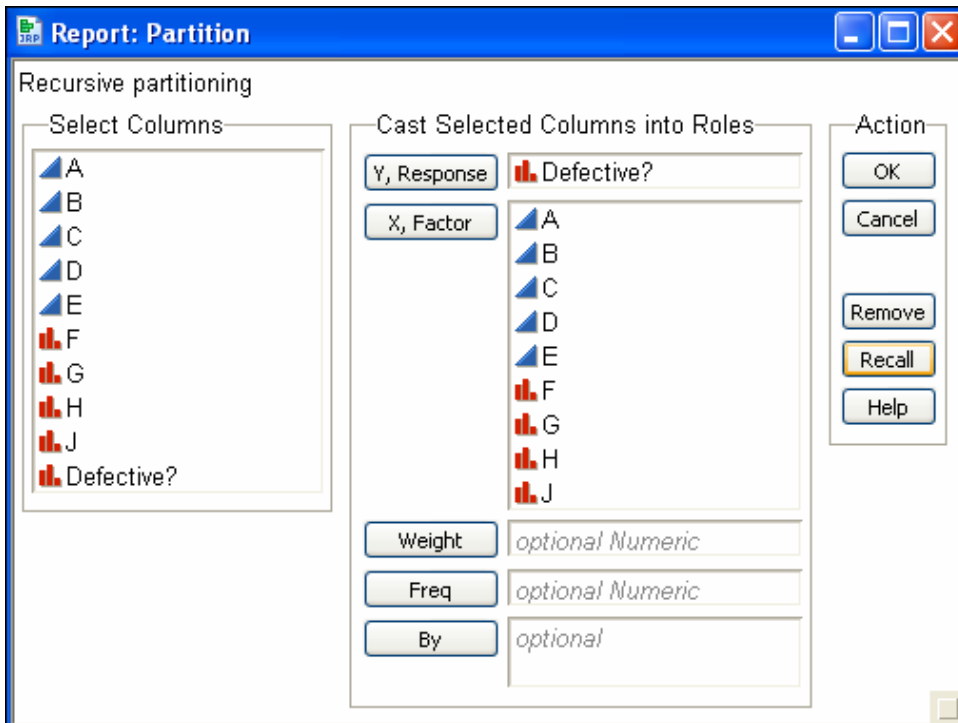 JRP Report: Partition
Recursive partitioning
Select Columns
A
B
C
D
E
F
G
H
J
Defective?
Cast Selected Columns into Roles
Y, Response
Defective?
X, Factor
A
B
C
D
E
F
G
H
J
Weight
optional Numeric
Freq
optional Numeric
By
optional
Action
OK
Cancel
Remove
Recall
Help